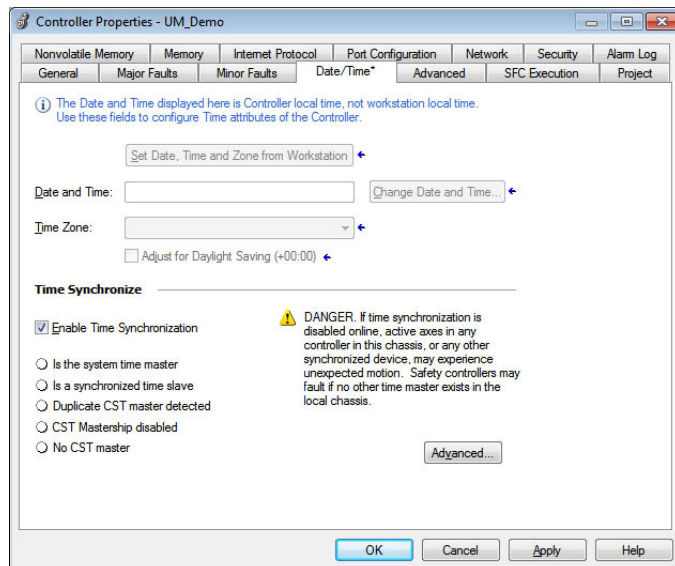 Controller Properties - UM_Demo
Nonvolatile Memory Memory Internet Protocol Port Configuration Network Security Alarm Log
General Major Faults Minor Faults Date/Time* Advanced SFC Execution Project
The Date and Time displayed here is Controller local time, not workstation local time.
Use these fields to configure Time attributes of the Controller.
Set Date, Time and Zone from Workstation
Date and Time: Change Date and Time...
Time Zone:
Adjust for Daylight Saving (+00:00)
Time Synchronize
Enable Time Synchronization
Is the system time master
Is a synchronized time slave
Duplicate CST master detected
CST Mastership disabled
No CST master
DANGER. If time synchronization is
disabled online, active axes in any
controller in this chassis, or any other
synchronized device, may experience
unexpected motion. Safety controllers may
fault if no other time master exists in the
local chassis.
Advanced...
OK Cancel Apply Help